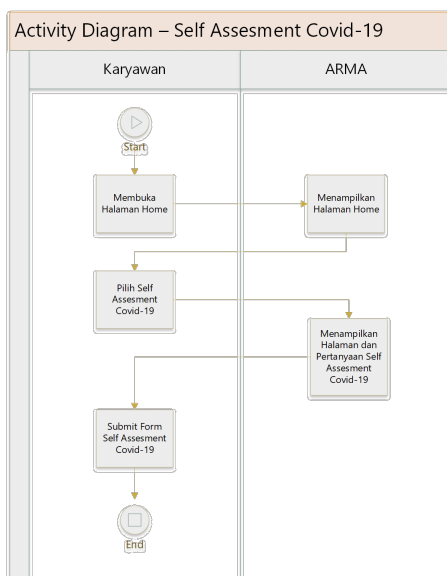 Activity Diagram – Self Assesment Covid-19
Karyawan
ARMA
Start
Membuka
Halaman Home
Menampilkan
Halaman Home
Pilih Self
Assesment
Covid-19
Menampilkan
Halaman dan
Pertanyaan Self
Assesment
Covid-19
Submit Form
Self Assesment
Covid-19
End